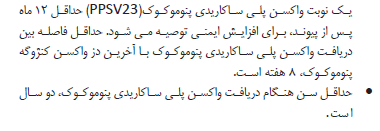 یک نوبت واکسن پلی ساکاریدی پنوموکوک(PPSV23) حداقل ۱۲ ماه
پس از پیوند، برای افزایش ایمنی توصیه می شود. حداقل فاصله بین
دریافت واکسن پلی ساکاریدی پنوموکوک با آخرین دز واکسن کنژوگه
پنوموکوک، ۸ هفته است.
• حداقل سن هنگام دریافت واکسن پلی ساکاریدی پنوموکوک، دو سال
است.